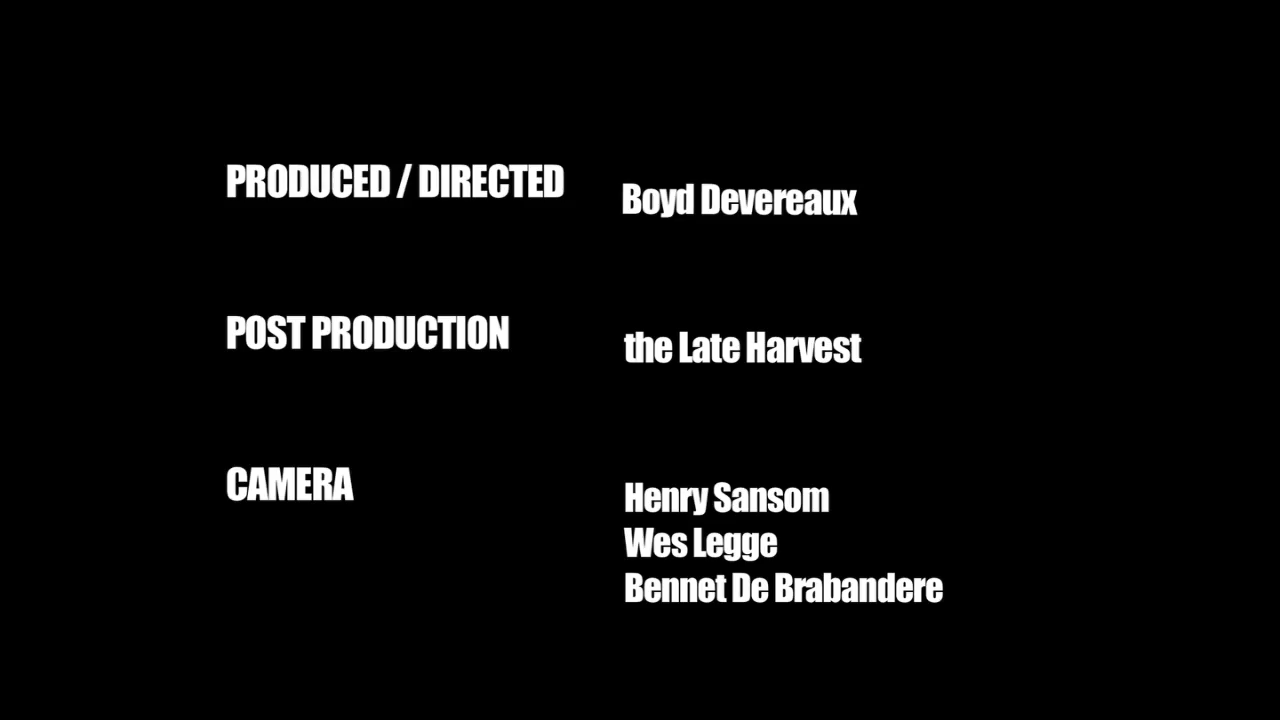 PRODUCED / DIRECTED
Boyd Devereaux
POST PRODUCTION
the Late Harvest
CAMERA
Henry Sansom
Wes Legge
Bennet De Brabandere